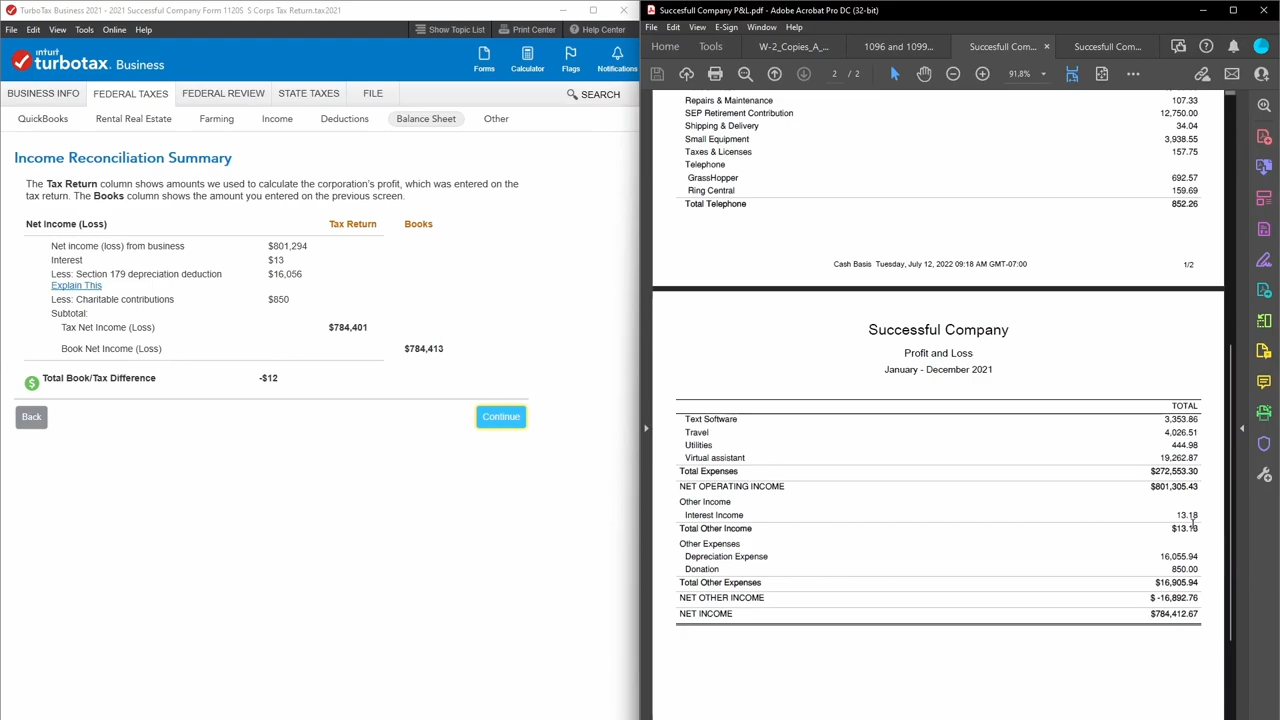 TurboTax Business 2021 - 2021 Successful Company Form 1120S S Corps Tax Return.tax2021
File Edit View Tools Online Help
Show Topic List Print Center Help Center
intuit
turbotax. Business
Forms Calculator Flags Notifications
BUSINESS INFO FEDERAL TAXES FEDERAL REVIEW STATE TAXES FILE SEARCH
QuickBooks Rental Real Estate Farming Income Deductions Balance Sheet Other
Income Reconciliation Summary
The Tax Return column shows amounts we used to calculate the corporation's profit, which was entered on the
tax return. The Books column shows the amount you entered on the previous screen.
Net Income (Loss) Tax Return Books
Net income (loss) from business $801,294
Interest $13
Less: Section 179 depreciation deduction $16,056
Explain This
Less: Charitable contributions $850
Subtotal:
Tax Net Income (Loss) $784,401
Book Net Income (Loss) $784,413
$ Total Book/Tax Difference -$12
Back Continue
Succesfull Company P&L.pdf - Adobe Acrobat Pro DC (32-bit)
File Edit View E-Sign Window Help
Home Tools W-2_Copies_A_... 1096 and 1099... Succesfull Com... Succesfull Com...
2 / 2 91.8%
Repairs & Maintenance 107.33
SEP Retirement Contribution 12,750.00
Shipping & Delivery 34.04
Small Equipment 3,938.55
Taxes & Licenses 157.75
Telephone
GrassHopper 692.57
Ring Central 159.69
Total Telephone 852.26
Cash Basis Tuesday, July 12, 2022 09:18 AM GMT-07:00 1/2
Successful Company
Profit and Loss
January - December 2021
TOTAL
Text Software 3,353.86
Travel 4,026.51
Utilities 444.98
Virtual assistant 19,262.87
Total Expenses $272,553.30
NET OPERATING INCOME $801,305.43
Other Income
Interest Income 13.18
Total Other Income $13.18
Other Expenses
Depreciation Expense 16,055.94
Donation 850.00
Total Other Expenses $16,905.94
NET OTHER INCOME $ -16,892.76
NET INCOME $784,412.67